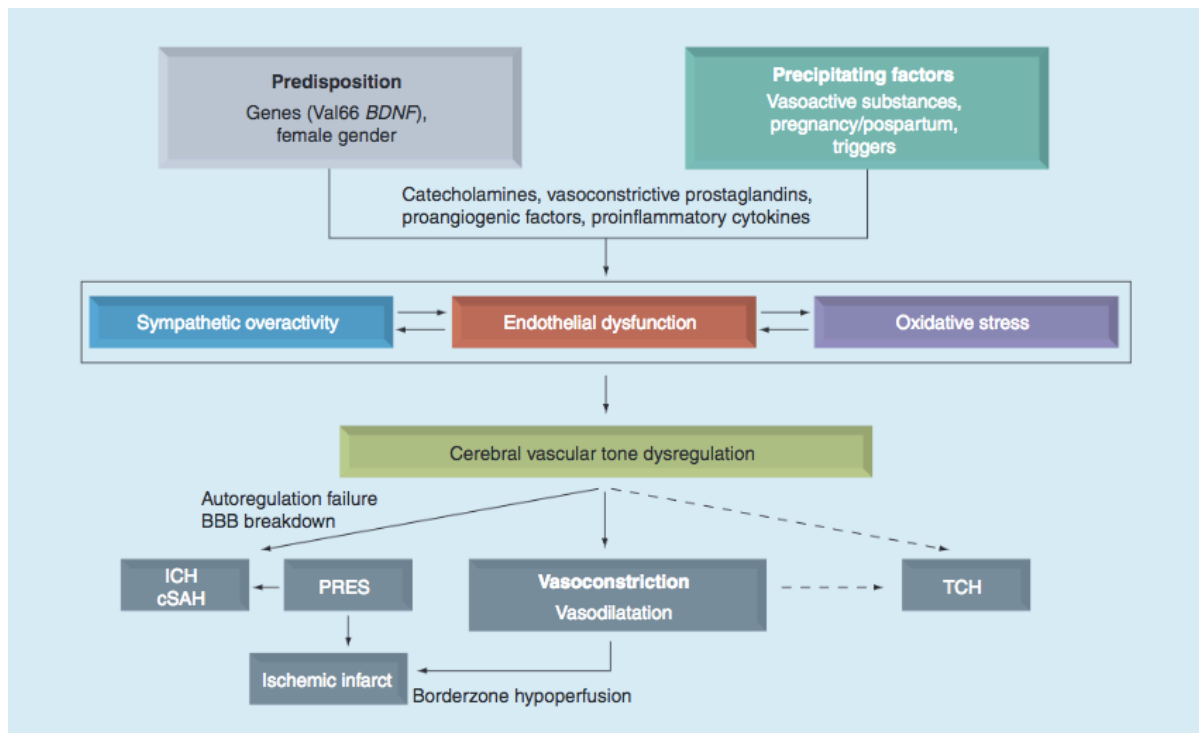 Predisposition
Genes (Val66 BDNF),
female gender
Precipitating factors
Vasoactive substances,
pregnancy/pospartum,
triggers
Catecholamines, vasoconstrictive prostaglandins,
proangiogenic factors, proinflammatory cytokines
Sympathetic overactivity
Endothelial dysfunction
Oxidative stress
Cerebral vascular tone dysregulation
Autoregulation failure
BBB breakdown
ICH
cSAH
PRES
Vasoconstriction
Vasodilatation
TCH
Ischemic infarct
Borderzone hypoperfusion